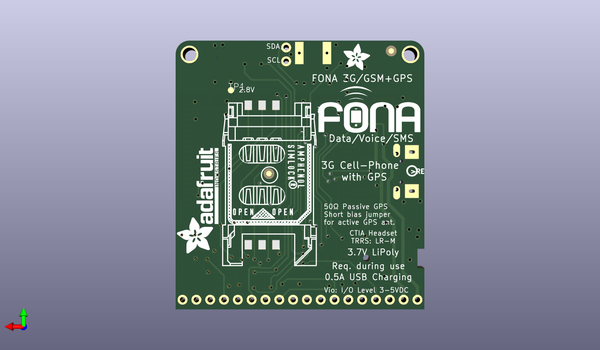 SDA
SCL
FONA 3G/GSM+GPS
TP1
2.8V
FONA
Data/Voice/SMS
3G Cell-Phone
with GPS
RE
AMPHENOL
SIMLOCK
adafruit
OPEN OPEN
50Ω Passive GPS
Short bias jumper
for active GPS ant.
CTIA Headset
TRRS: LR-M
3.7V LiPoly
Req. during use
0.5A USB Charging
Vio: I/O Level 3-5VDC